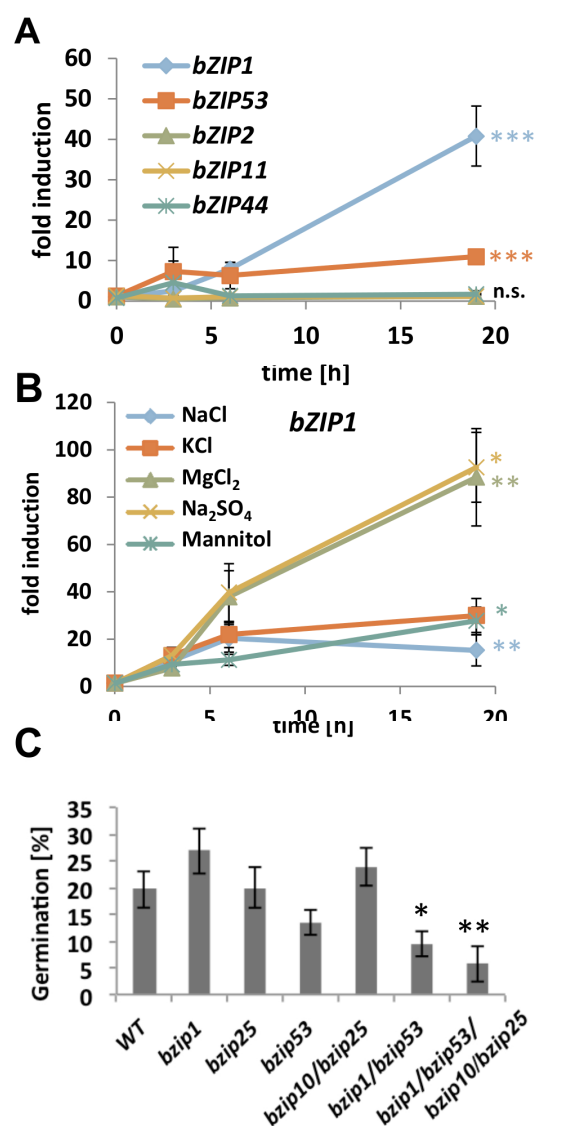 A
60
50
40
30
20
10
0
fold induction
bZIP1
bZIP53
bZIP2
bZIP11
bZIP44
***
***
n.s.
0 5 10 15 20
time [h]
B
120
100
80
60
40
20
0
fold induction
bZIP1
NaCl
KCl
MgCl2
Na2SO4
Mannitol
*
**
*
**
0 5 10 15 20
time [h]
C
35
30
25
20
15
10
5
0
Germination [%]
*
**
WT
bzip1
bzip25
bzip53
bzip10/bzip25
bzip1/bzip53
bzip1/bzip53/
bzip10/bzip25